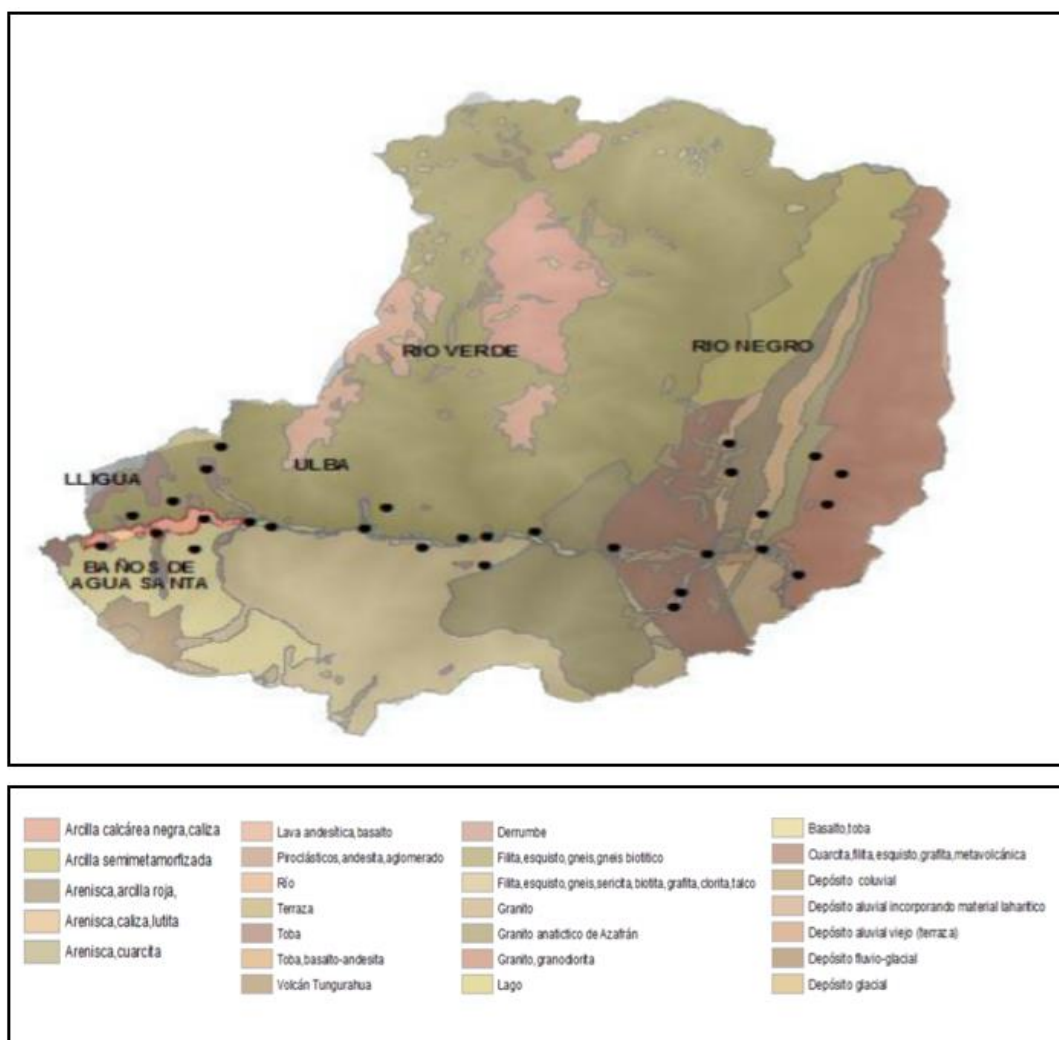 RIO VERDE
RIO NEGRO
LLIGUA
ULBA
BAÑOS DE
AGUA SANTA
Arcilla calcárea negra,caliza
Arcilla semimetamorfizada
Arenisca,arcilla roja,
Arenisca,caliza,lutita
Arenisca,cuarcita
Lava andesítica,basalto
Piroclásticos,andesita,aglomerado
Río
Terraza
Toba
Toba,basalto-andesita
Volcán Tungurahua
Derrumbe
Filita,esquisto,gneis,gneis biotitico
Filita,esquisto,gneis,sericita,biotita,grafita,clorita,talco
Granito
Granito anatictico de Azafrán
Granito,granodiorita
Lago
Basalto,toba
Cuarcita,filita,esquisto,grafita,metavolcánica
Depósito coluvial
Depósito aluvial incorporando material laharitico
Depósito aluvial viejo (terraza)
Depósito fluvio-glacial
Depósito glacial